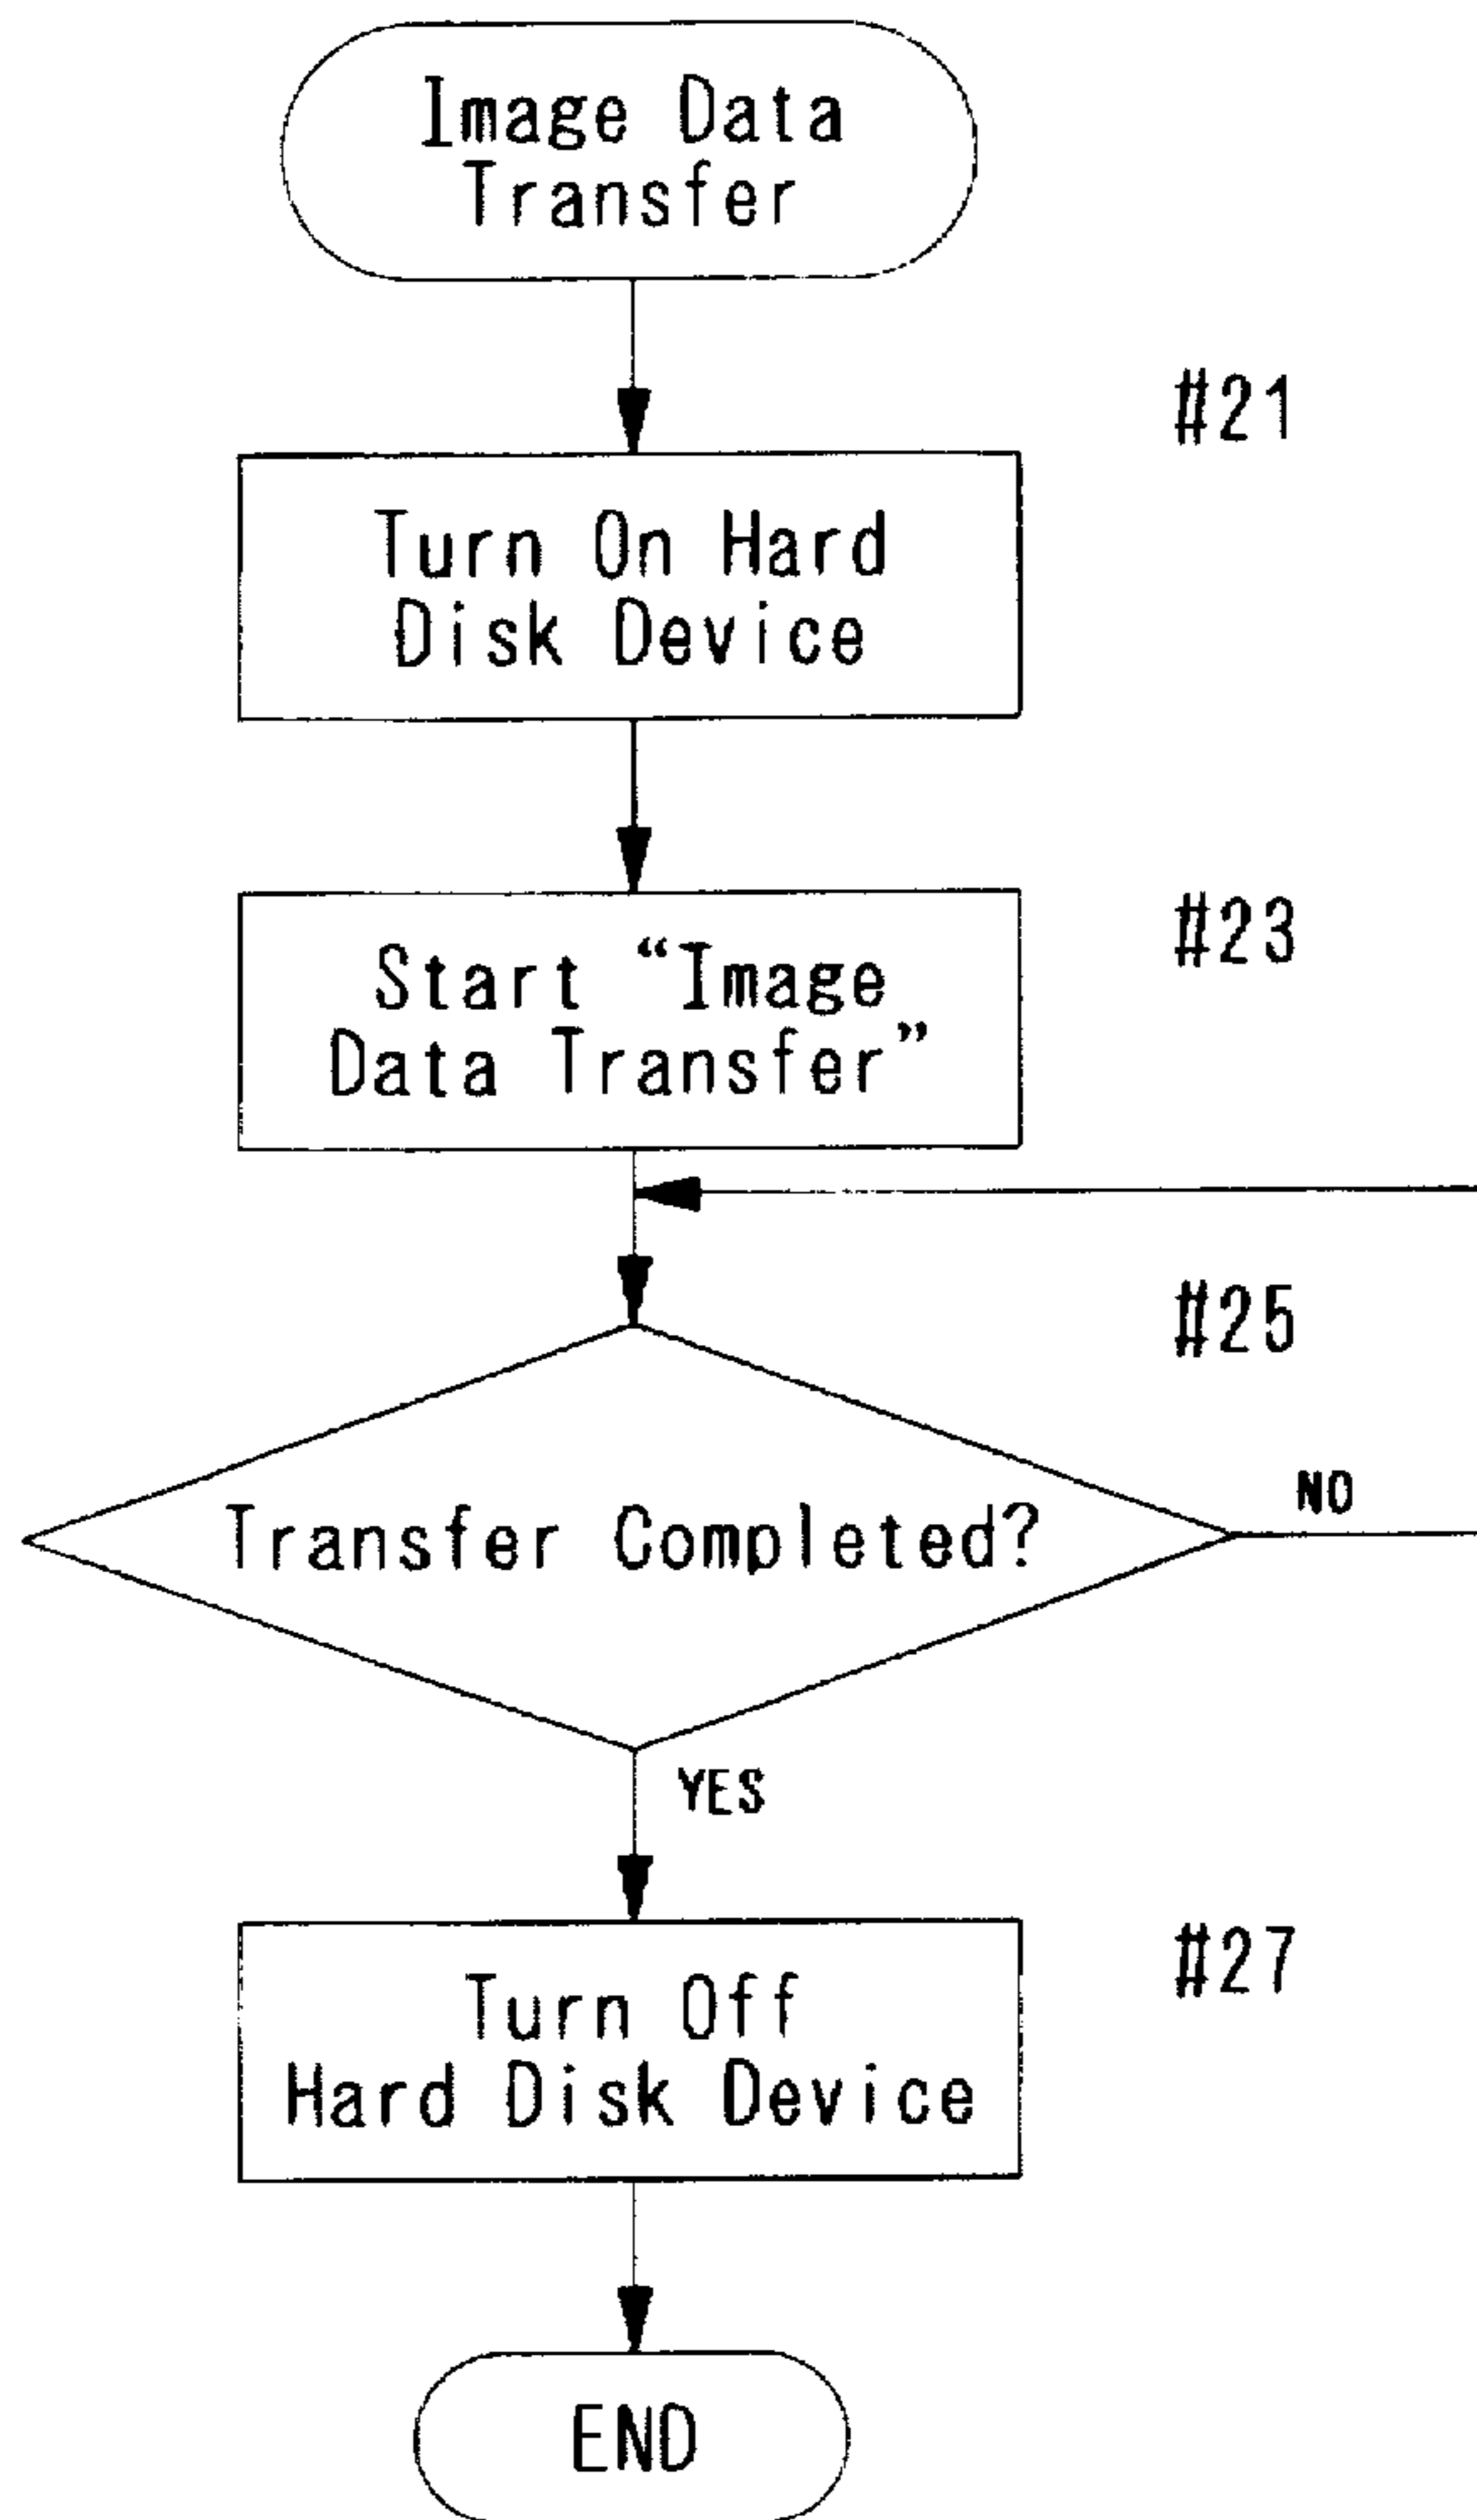 Image Data
Transfer
#21
Turn On Hard
Disk Device
#23
Start “Image
Data Transfer”
#25
Transfer Completed?
NO
YES
#27
Turn Off
Hard Disk Device
END